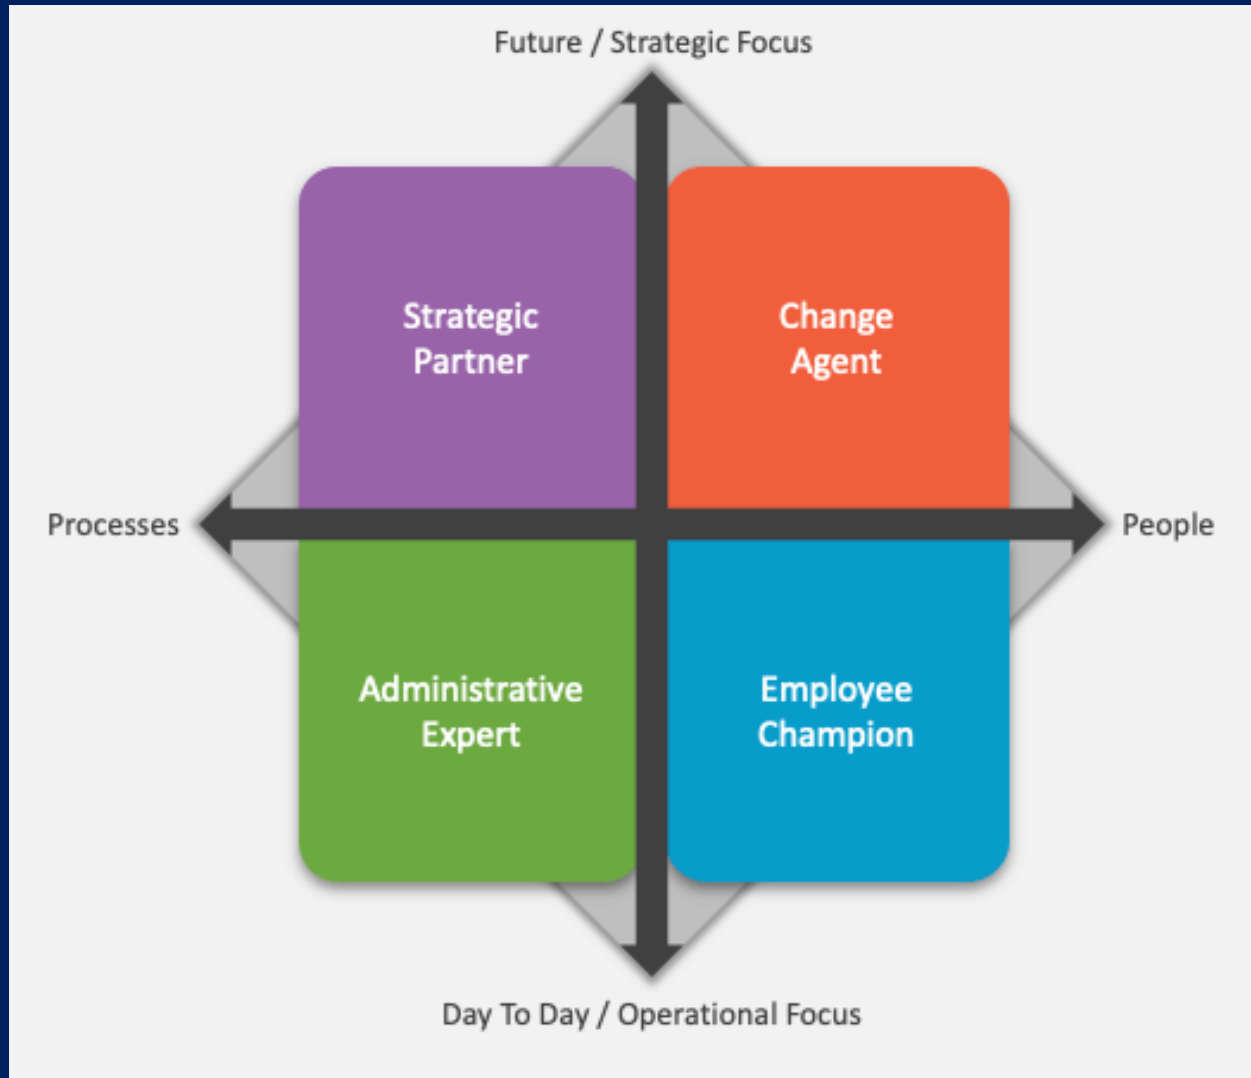 Future / Strategic Focus
Strategic
Partner
Change
Agent
Processes
People
Administrative
Expert
Employee
Champion
Day To Day / Operational Focus